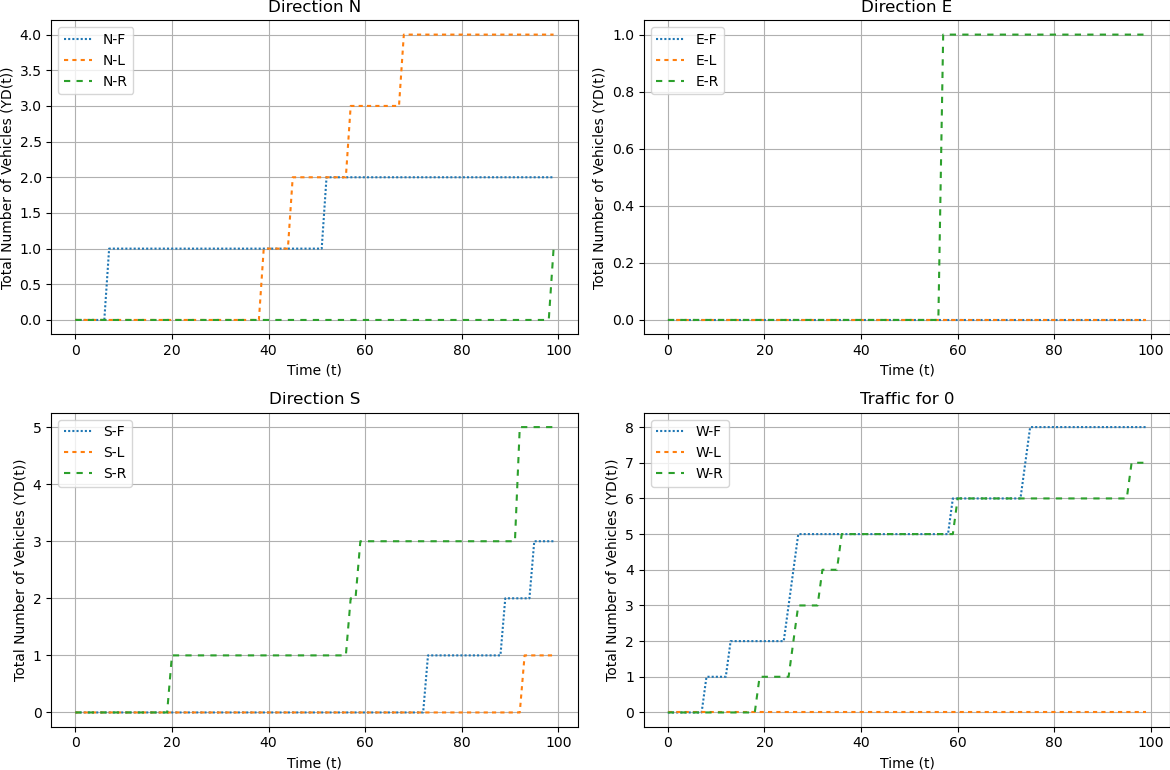 Direction N
Total Number of Vehicles (YD(t))
4.0
3.5
3.0
2.5
2.0
1.5
1.0
0.5
0.0
N-F
N-L
N-R
0 20 40 60 80 100
Time (t)
Direction E
Total Number of Vehicles (YD(t))
1.0
0.8
0.6
0.4
0.2
0.0
E-F
E-L
E-R
0 20 40 60 80 100
Time (t)
Direction S
Total Number of Vehicles (YD(t))
5
4
3
2
1
0
S-F
S-L
S-R
0 20 40 60 80 100
Time (t)
Traffic for 0
Total Number of Vehicles (YD(t))
8
7
6
5
4
3
2
1
0
W-F
W-L
W-R
0 20 40 60 80 100
Time (t)